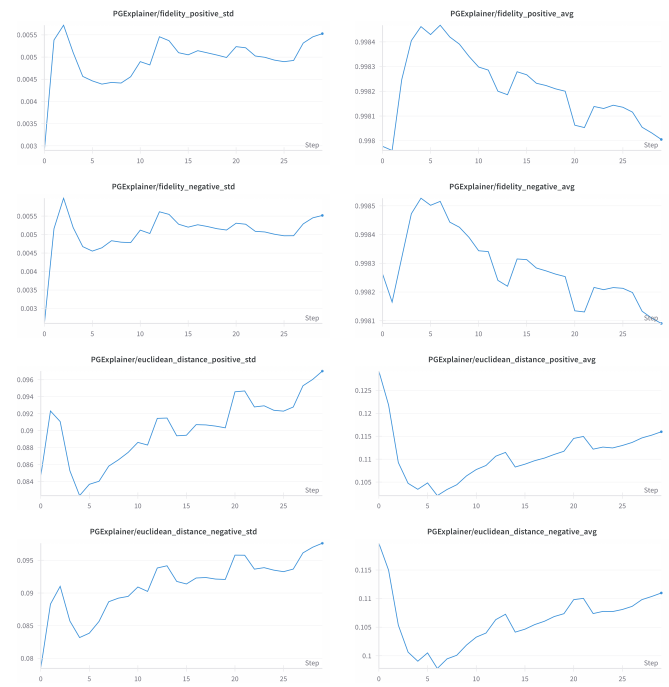 PGExplainer/fidelity_positive_std
0.0055
0.005
0.0045
0.004
0.0035
0.003
Step
0 5 10 15 20 25
PGExplainer/fidelity_positive_avg
0.9984
0.9983
0.9982
0.9981
0.998
Step
0 5 10 15 20 25
PGExplainer/fidelity_negative_std
0.0055
0.005
0.0045
0.004
0.0035
0.003
Step
0 5 10 15 20 25
PGExplainer/fidelity_negative_avg
0.9985
0.9984
0.9983
0.9982
0.9981
Step
0 5 10 15 20 25
PGExplainer/euclidean_distance_positive_std
0.096
0.094
0.092
0.09
0.088
0.086
0.084
Step
0 5 10 15 20 25
PGExplainer/euclidean_distance_positive_avg
0.125
0.12
0.115
0.11
0.105
Step
0 5 10 15 20 25
PGExplainer/euclidean_distance_negative_std
0.095
0.09
0.085
0.08
Step
0 5 10 15 20 25
PGExplainer/euclidean_distance_negative_avg
0.115
0.11
0.105
0.1
Step
0 5 10 15 20 25